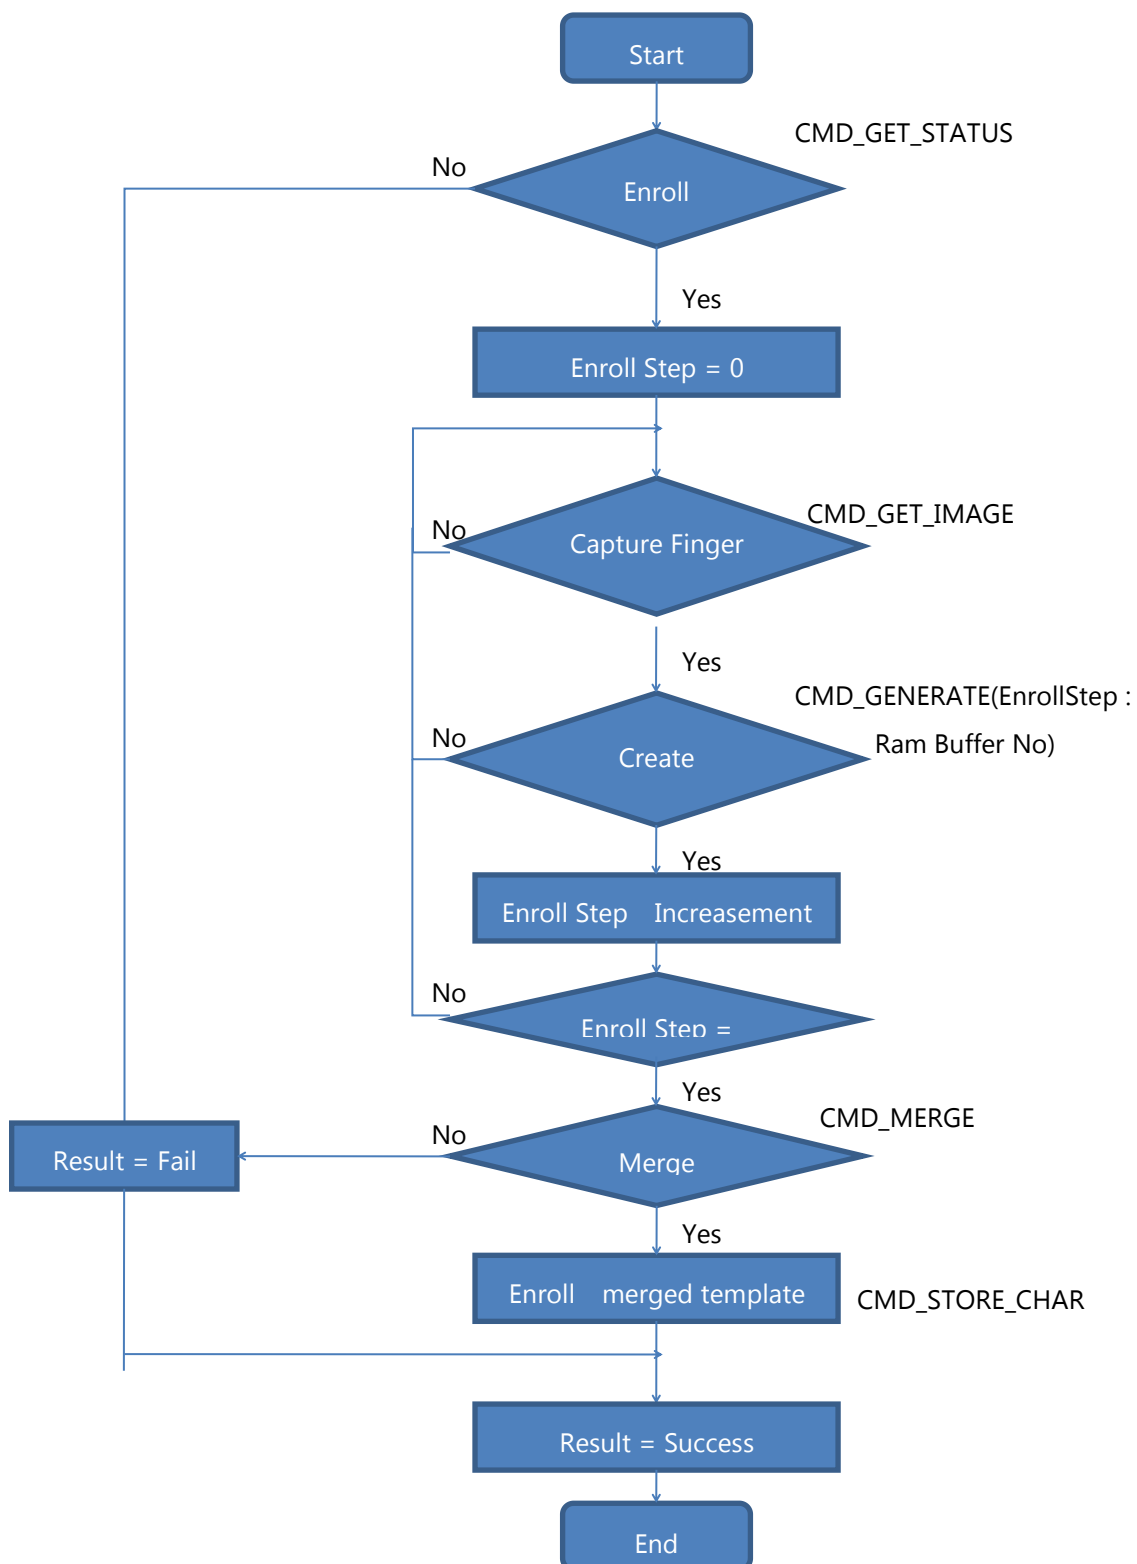 Start
CMD_GET_STATUS
No
Enroll
Yes
Enroll Step = 0
CMD_GET_IMAGE
No
Capture Finger
Yes
CMD_GENERATE(EnrollStep :
Ram Buffer No)
No
Create
Yes
Enroll Step Increasement
No
Enroll Step =
Yes
CMD_MERGE
No
Result = Fail
Merge
Yes
Enroll merged template
CMD_STORE_CHAR
Result = Success
End